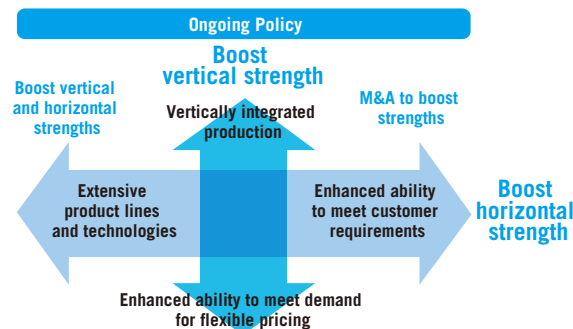 Ongoing Policy
Boost
vertical strength
Boost vertical
and horizontal
strengths
Vertically integrated
production
M&A to boost
strengths
Extensive
product lines
and technologies
Enhanced ability
to meet customer
requirements
Boost
horizontal
strength
Enhanced ability to meet demand
for flexible pricing